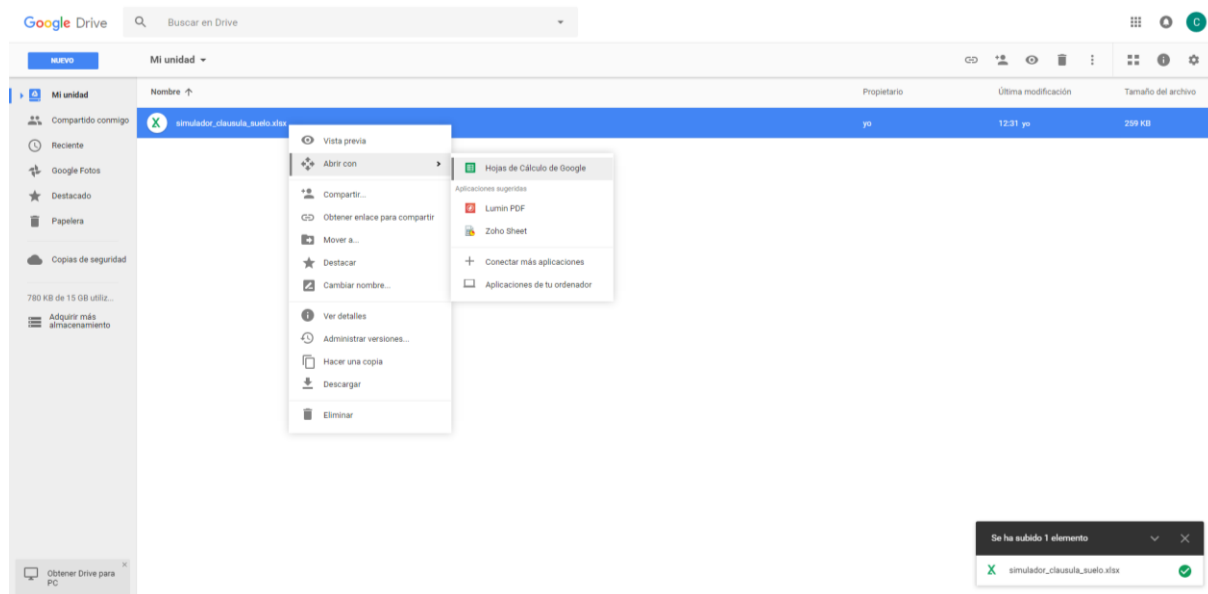 Google Drive
Buscar en Drive
C
NUEVO
Mi unidad
Mi unidad
Compartido conmigo
Reciente
Google Fotos
Destacado
Papelera
Copias de seguridad
780 KB de 15 GB utiliz...
Adquirir más
almacenamiento
Obtener Drive para
PC
Nombre
Propietario
Última modificación
Tamaño del archivo
X simulador_clausula_suelo.xlsx
yo
12:31 yo
259 KB
Vista previa
Abrir con
Compartir...
Obtener enlace para compartir
Mover a...
Destacar
Cambiar nombre...
Ver detalles
Administrar versiones...
Hacer una copia
Descargar
Eliminar
Hojas de Cálculo de Google
Aplicaciones sugeridas
Lumin PDF
Zoho Sheet
Conectar más aplicaciones
Aplicaciones de tu ordenador
Se ha subido 1 elemento
X simulador_clausula_suelo.xlsx